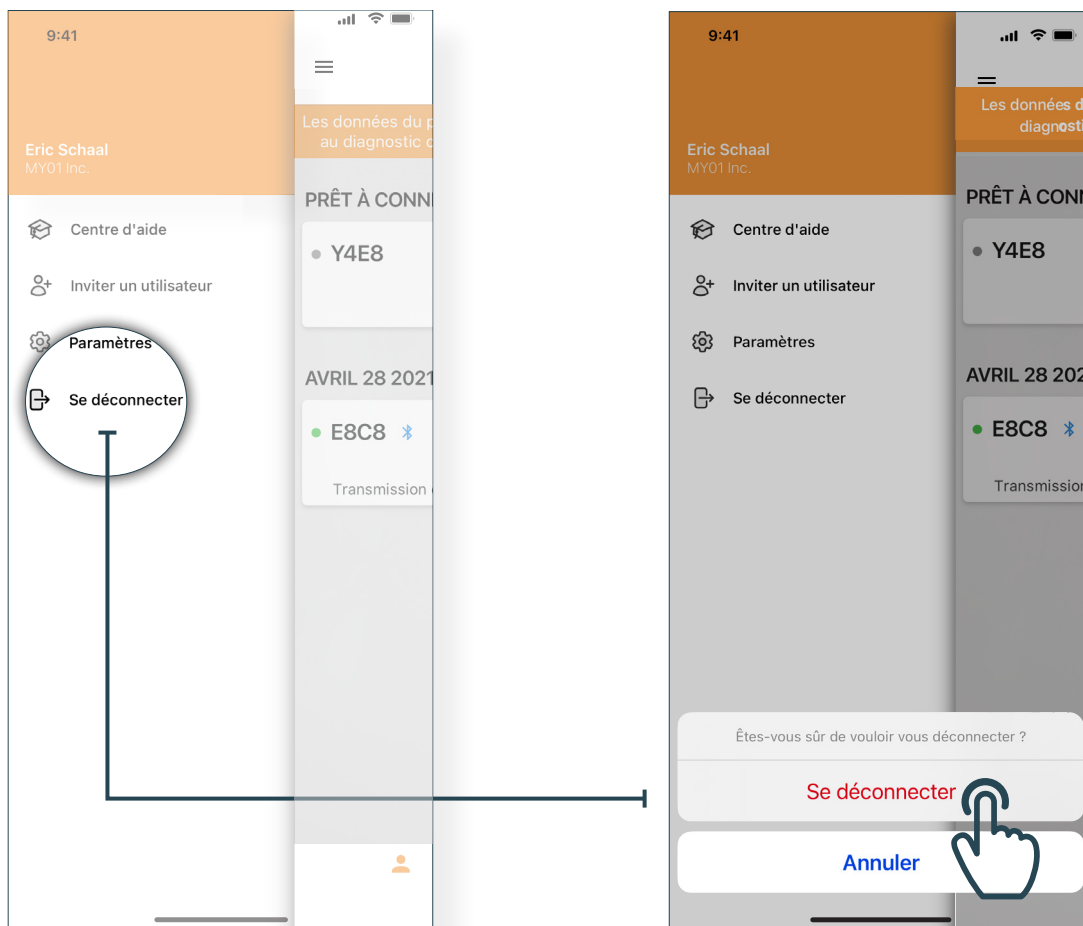 9:41
Eric Schaal
MY01 Inc.
Centre d'aide
Inviter un utilisateur
Paramètres
Se déconnecter
Les données du p
au diagnostic d
PRÊT À CONN
Y4E8
AVRIL 28 2021
E8C8
Transmission
9:41
Eric Schaal
MY01 Inc.
Centre d'aide
Inviter un utilisateur
Paramètres
Se déconnecter
Les données d
diagnosti
PRÊT À CONN
Y4E8
AVRIL 28 202
E8C8
Transmission
Êtes-vous sûr de vouloir vous déconnecter ?
Se déconnecter
Annuler